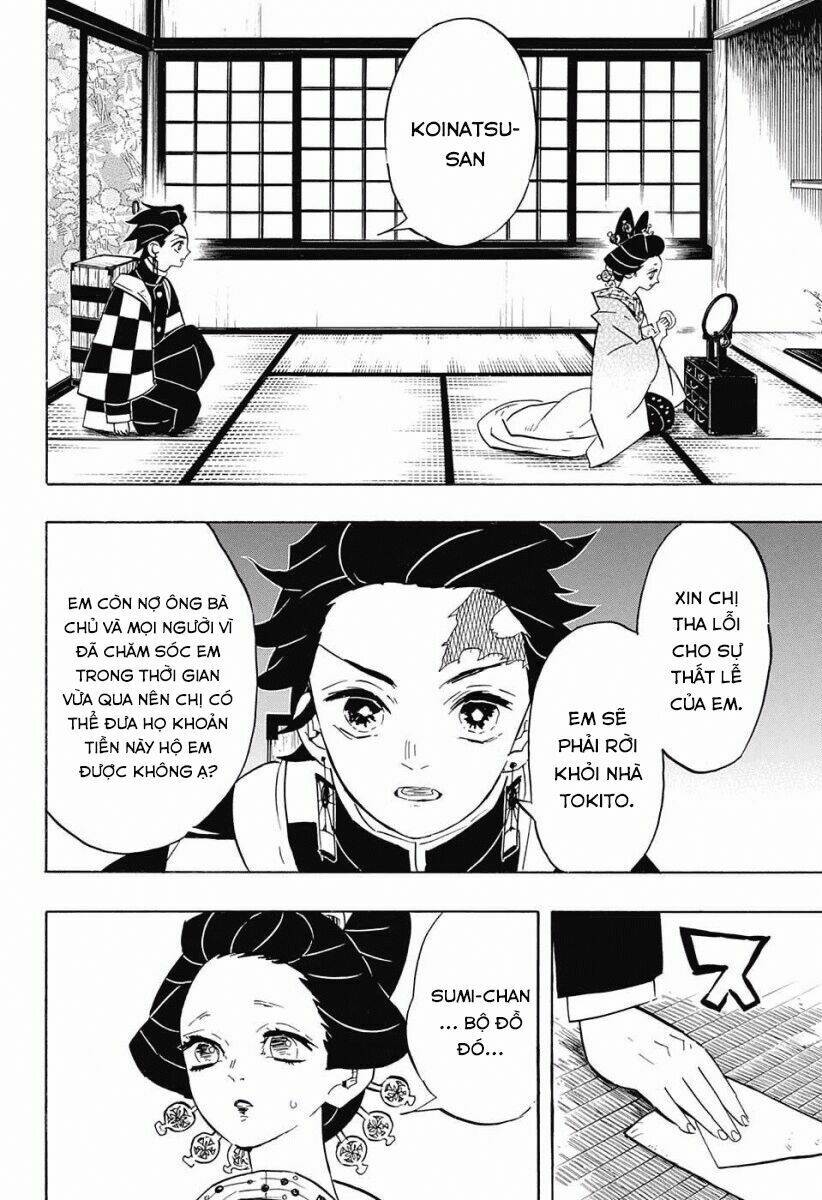 KOINATSU-
SAN
XIN CHỊ
THA LỖI
CHO SỰ
THẤT LỄ
CỦA EM.
EM SẼ
PHẢI RỜI
KHỎI NHÀ
TOKITO.
EM CÒN NỢ ÔNG BÀ
CHỦ VÀ MỌI NGƯỜI VÌ
ĐÃ CHĂM SÓC EM
TRONG THỜI GIAN
VỪA QUA NÊN CHỊ CÓ
THỂ ĐƯA HỌ KHOẢN
TIỀN NÀY HỘ EM
ĐƯỢC KHÔNG Ạ?
ス
SUMI-CHAN
... BỘ ĐỒ
ĐÓ...